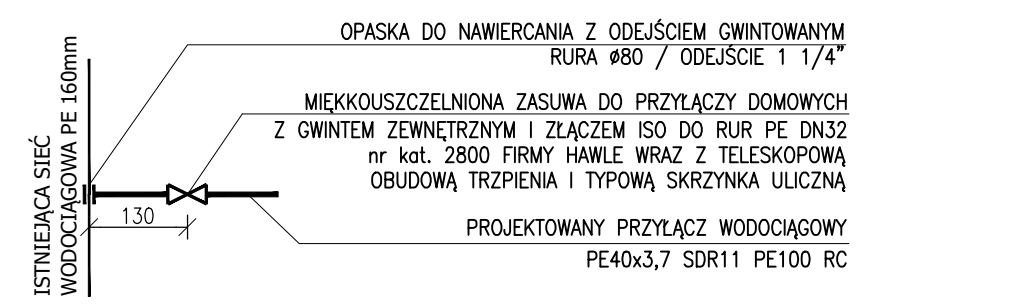 OPASKA DO NAWIERCANIA Z ODEJŚCIEM GWINTOWANYM
RURA ø80 / ODEJŚCIE 1 1/4"
MIĘKKOUSZCZELNIONA ZASUWA DO PRZYŁĄCZY DOMOWYCH
Z GWINTEM ZEWNĘTRZNYM I ZŁĄCZEM ISO DO RUR PE DN32
nr kat. 2800 FIRMY HAWLE WRAZ Z TELESKOPOWĄ
OBUDOWĄ TRZPIENIA I TYPOWĄ SKRZYNKA ULICZNĄ
PROJEKTOWANY PRZYŁĄCZ WODOCIĄGOWY
PE40x3,7 SDR11 PE100 RC
130
ISTNIEJĄCA SIEĆ
WODOCIĄGOWA PE 160mm